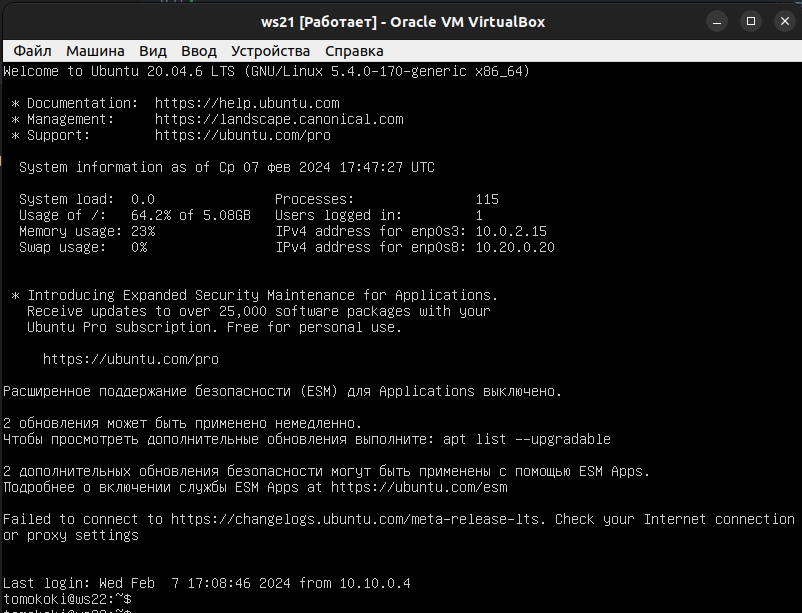 ws21 [Работает] - Oracle VM VirtualBox
Файл Машина Вид Ввод Устройства Справка
Welcome to Ubuntu 20.04.6 LTS (GNU/Linux 5.4.0-170-generic x86_64)
* Documentation: https://help.ubuntu.com
* Management: https://landscape.canonical.com
* Support: https://ubuntu.com/pro
System information as of Ср 07 фев 2024 17:47:27 UTC
System load: 0.0 Processes: 115
Usage of /: 64.2% of 5.08GB Users logged in: 1
Memory usage: 23% IPv4 address for enp0s3: 10.0.2.15
Swap usage: 0% IPv4 address for enp0s8: 10.20.0.20
* Introducing Expanded Security Maintenance for Applications.
Receive updates to over 25,000 software packages with your
Ubuntu Pro subscription. Free for personal use.
https://ubuntu.com/pro
Расширенное поддержание безопасности (ESM) для Applications выключено.
2 обновления может быть применено немедленно.
Чтобы просмотреть дополнительные обновления выполните: apt list --upgradable
2 дополнительных обновления безопасности могут быть применены с помощью ESM Apps.
Подробнее о включении службы ESM Apps at https://ubuntu.com/esm
Failed to connect to https://changelogs.ubuntu.com/meta-release-lts. Check your Internet connection
or proxy settings
Last login: Wed Feb 7 17:08:46 2024 from 10.10.0.4
tomokoki@ws22:~$
tomokoki@ws22:~$